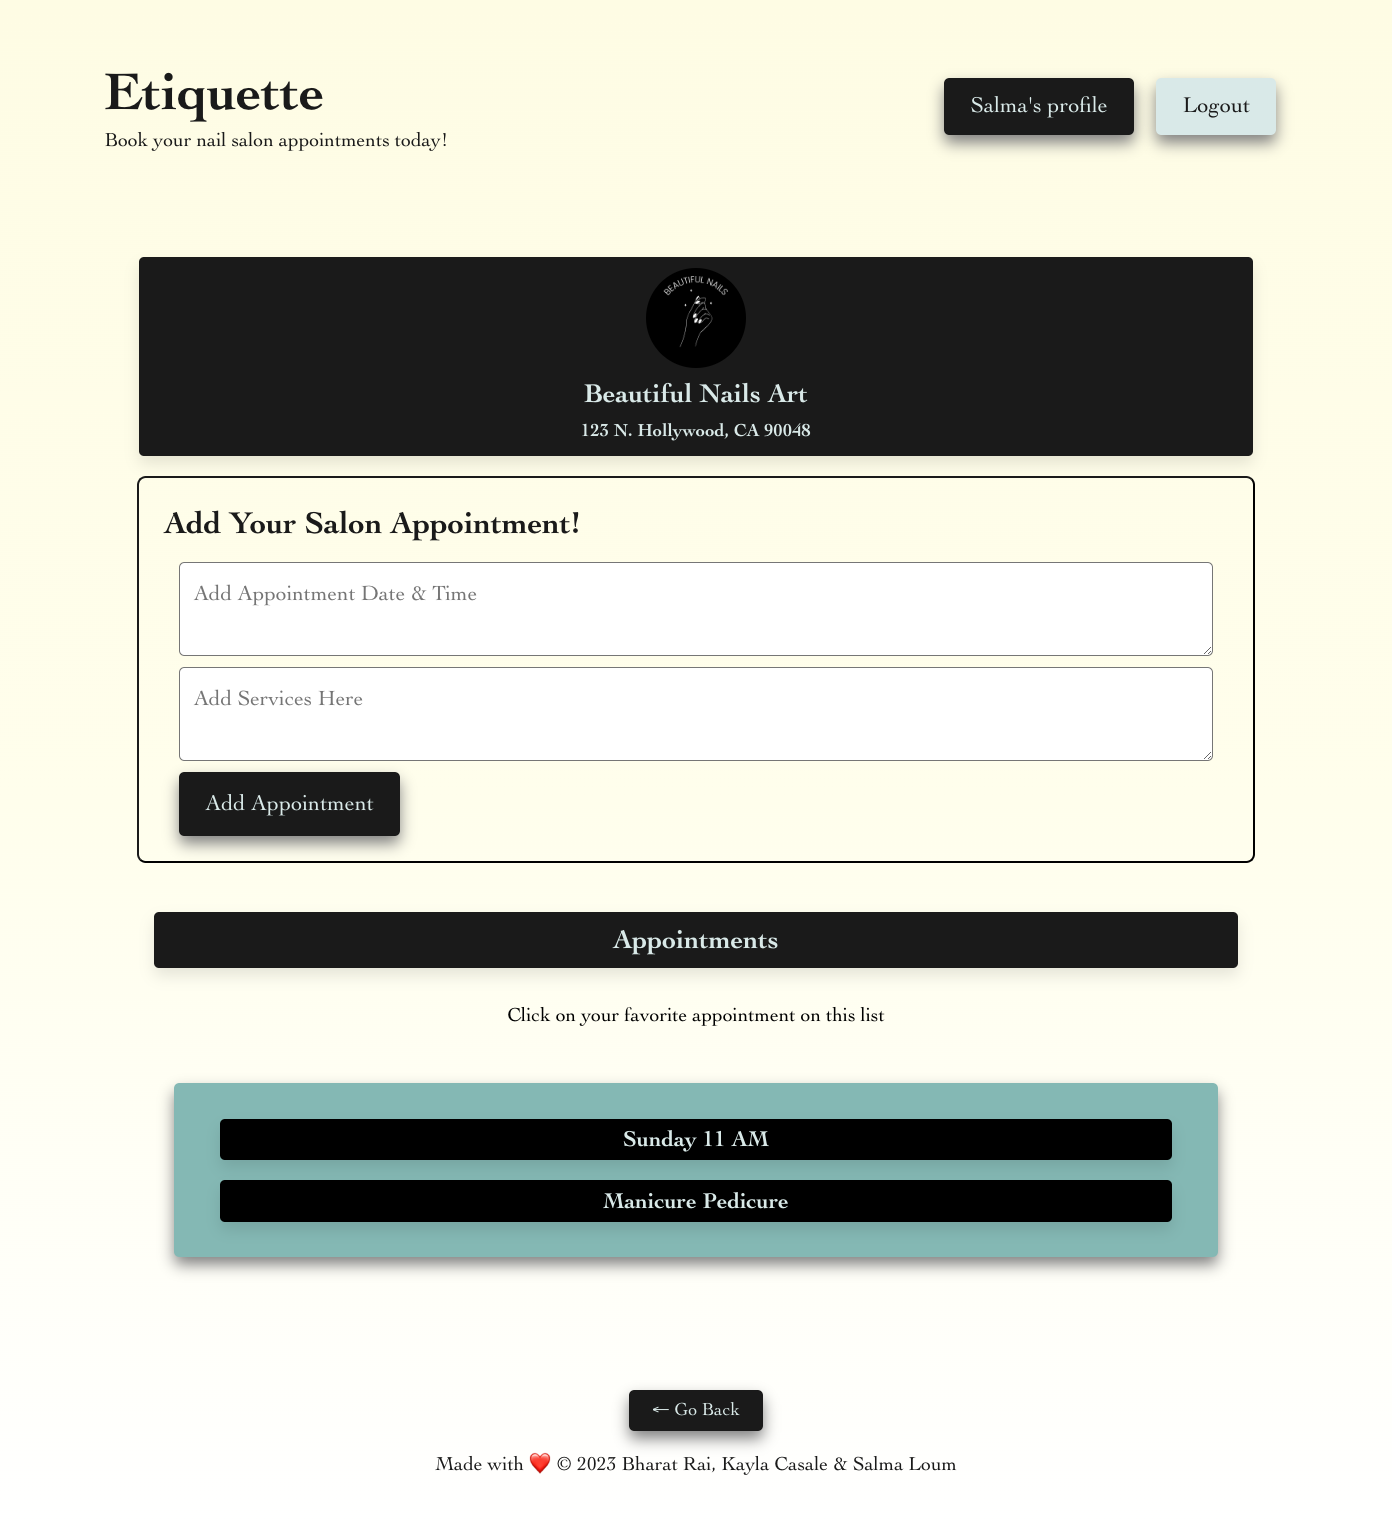 Etiquette
Book your nail salon appointments today!
Salma's profile
Logout
BEAUTIFUL NAILS
Beautiful Nails Art
123 N. Hollywood, CA 90048
Add Your Salon Appointment!
Add Appointment Date & Time
Add Services Here
Add Appointment
Appointments
Click on your favorite appointment on this list
Sunday 11 AM
Manicure Pedicure
← Go Back
Made with ❤️ © 2023 Bharat Rai, Kayla Casale & Salma Loum